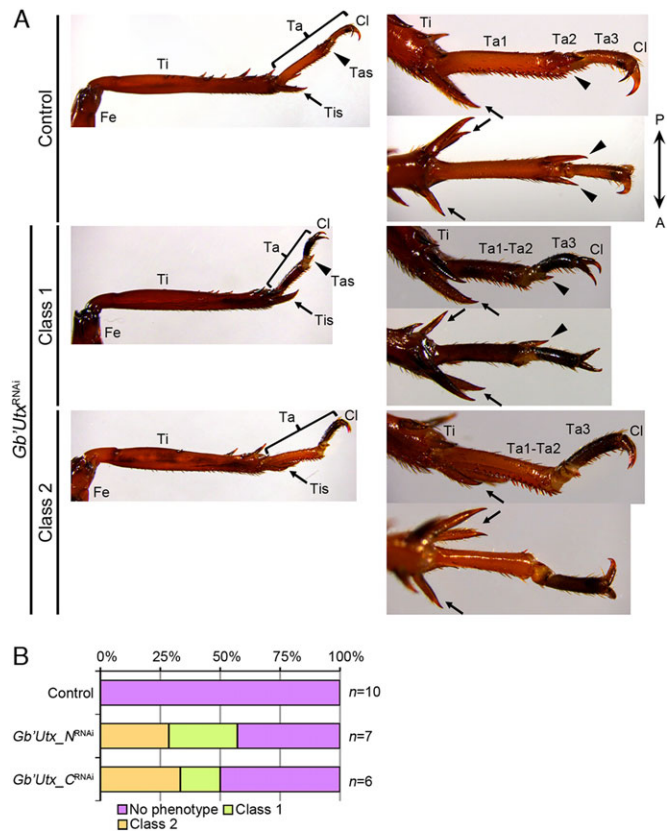 A
Control
Ti
Fe
Ta
Cl
Tas
Tis
Ti
Ta1
Ta2
Ta3
Cl
P
A
Gb'Utx^RNAi
Class 1
Ti
Fe
Ta
Cl
Tas
Tis
Ti
Ta1-Ta2
Ta3
Cl
Class 2
Ti
Fe
Ta
Cl
Tis
Ti
Ta1-Ta2
Ta3
Cl
B
0% 25% 50% 75% 100%
Control n=10
Gb'Utx_N^RNAi n=7
Gb'Utx_C^RNAi n=6
No phenotype Class 1
Class 2